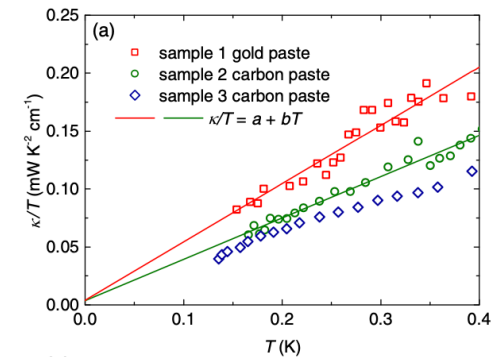 (a)
sample 1 gold paste
sample 2 carbon paste
sample 3 carbon paste
κ/T = a + bT
κ/T (mW K⁻² cm⁻¹)
0.25
0.20
0.15
0.10
0.05
0.00
0.0 0.1 0.2 0.3 0.4
T (K)